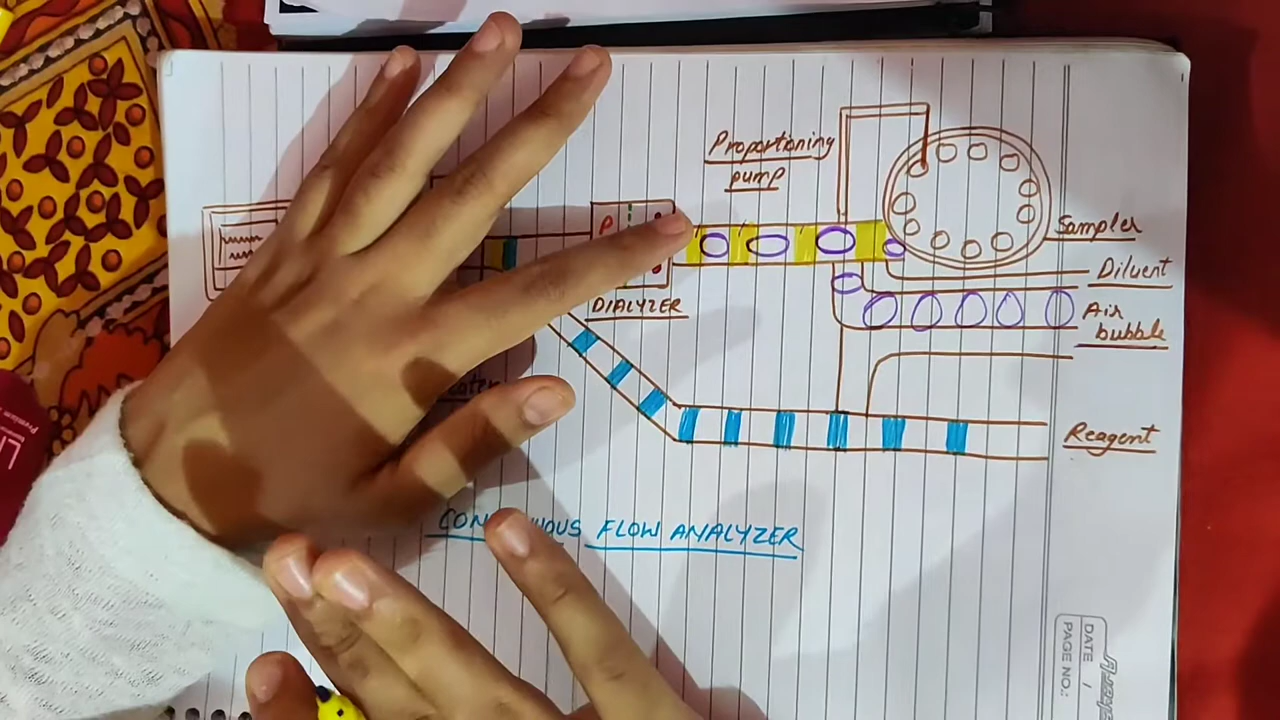 Proportioning
pump
Sampler
P
DIALYZER
Diluent
Air
bubble
Reagent
FLOW ANALYZER
DATE /
PAGE NO.: